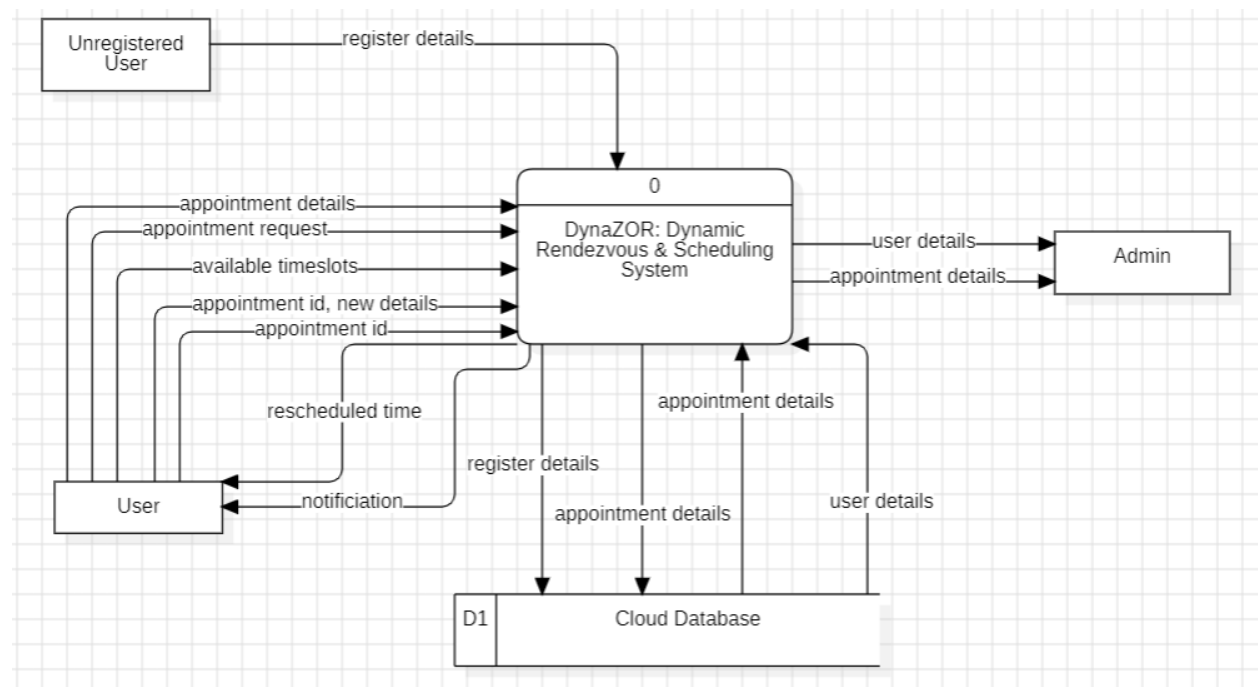 Unregistered
User
register details
0
DynaZOR: Dynamic
Rendezvous & Scheduling
System
appointment details
appointment request
available timeslots
appointment id, new details
appointment id
user details
appointment details
Admin
rescheduled time
notificiation
User
register details
appointment details
appointment details
user details
D1
Cloud Database